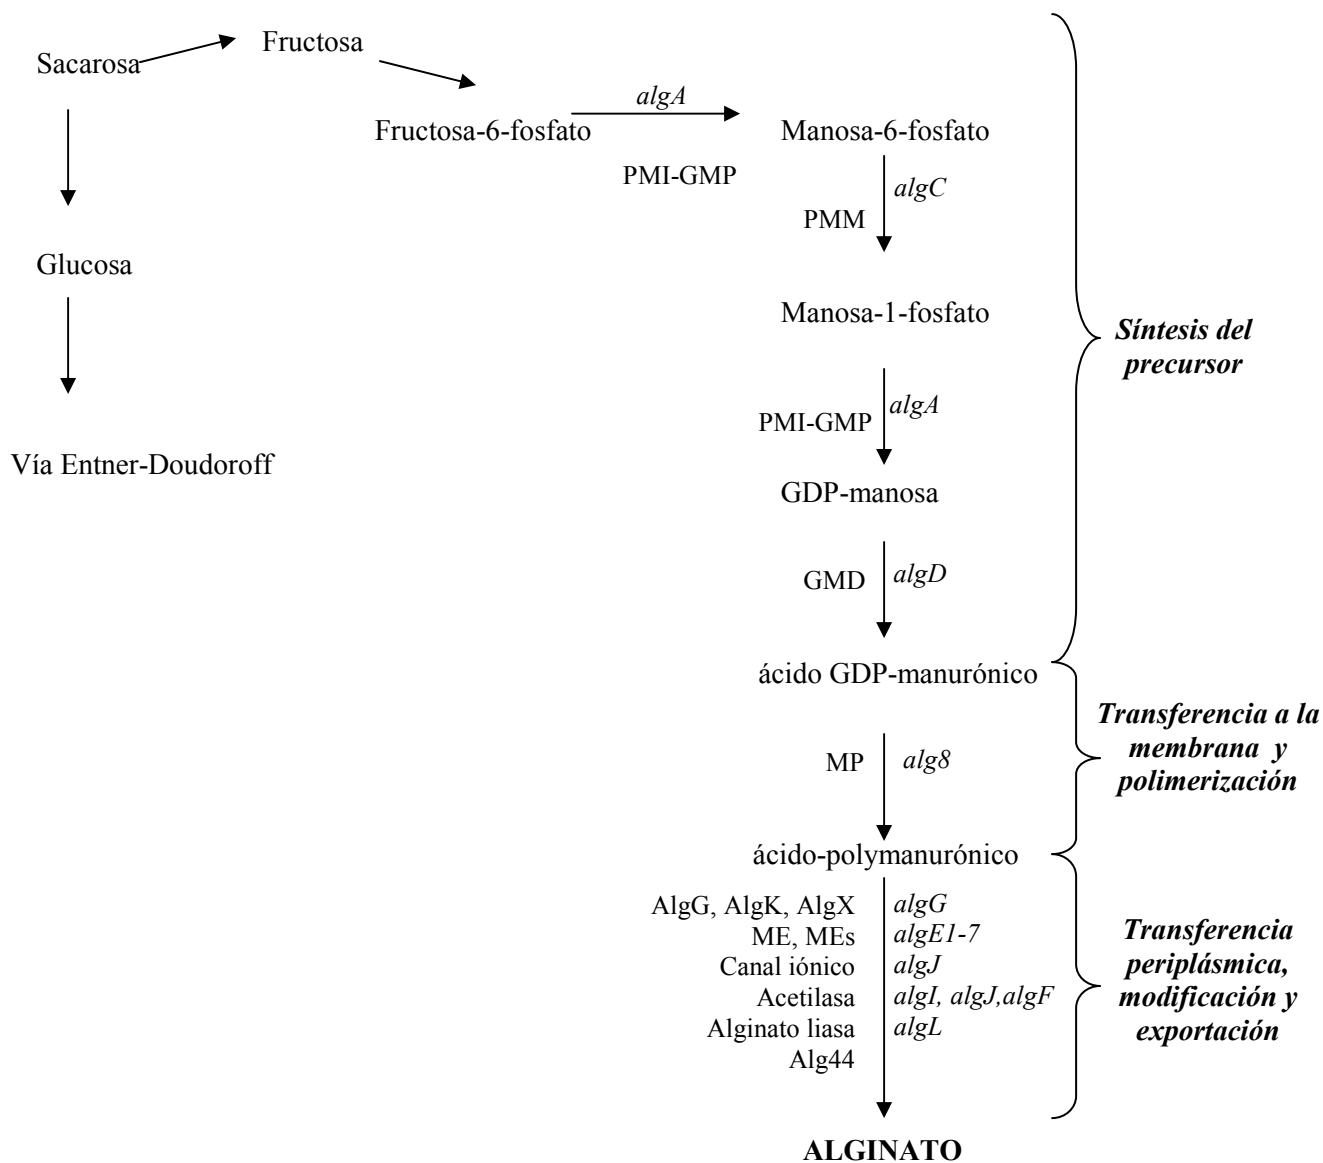 Sacarosa
Fructosa
algA
Fructosa-6-fosfato
Manosa-6-fosfato
PMI-GMP
algC
PMM
Glucosa
Manosa-1-fosfato
Síntesis del
precursor
algA
PMI-GMP
Vía Entner-Doudoroff
GDP-manosa
GMD
algD
ácido GDP-manurónico
Transferencia a la
membrana y
polimerización
MP
alg8
ácido-polymanurónico
AlgG, AlgK, AlgX
algG
ME, MEs
algE1-7
Canal iónico
algJ
Acetilasa
algI, algJ,algF
Alginato liasa
algL
Alg44
Transferencia
periplásmica,
modificación y
exportación
ALGINATO